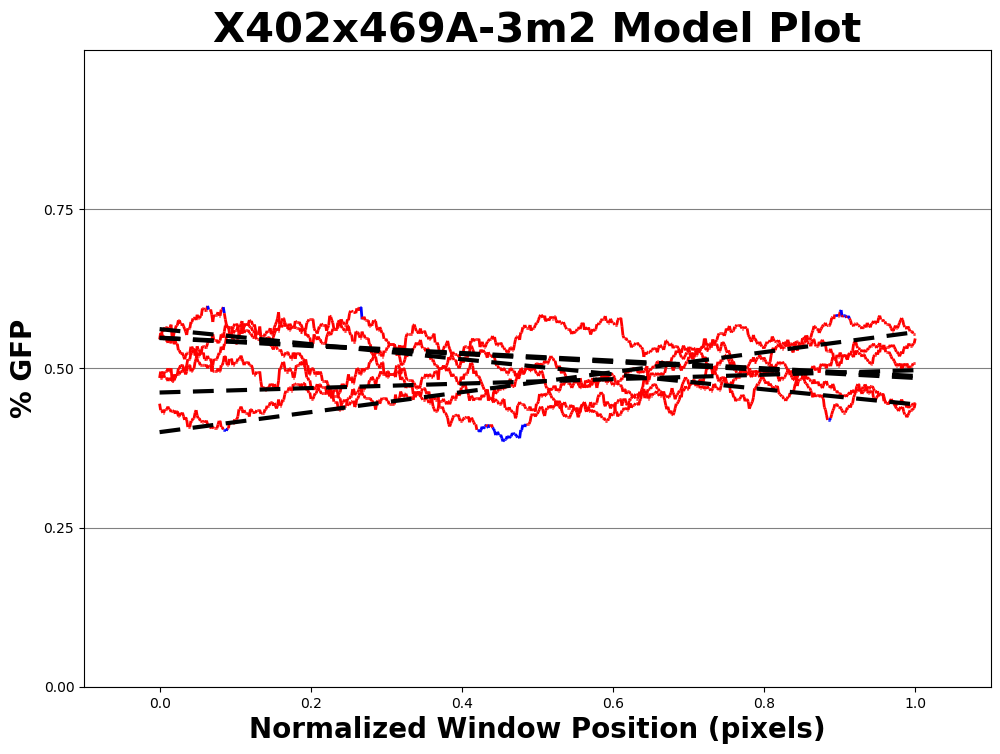 X402x469A-3m2 Model Plot
% GFP
0.75
0.50
0.25
0.00
0.0 0.2 0.4 0.6 0.8 1.0
Normalized Window Position (pixels)